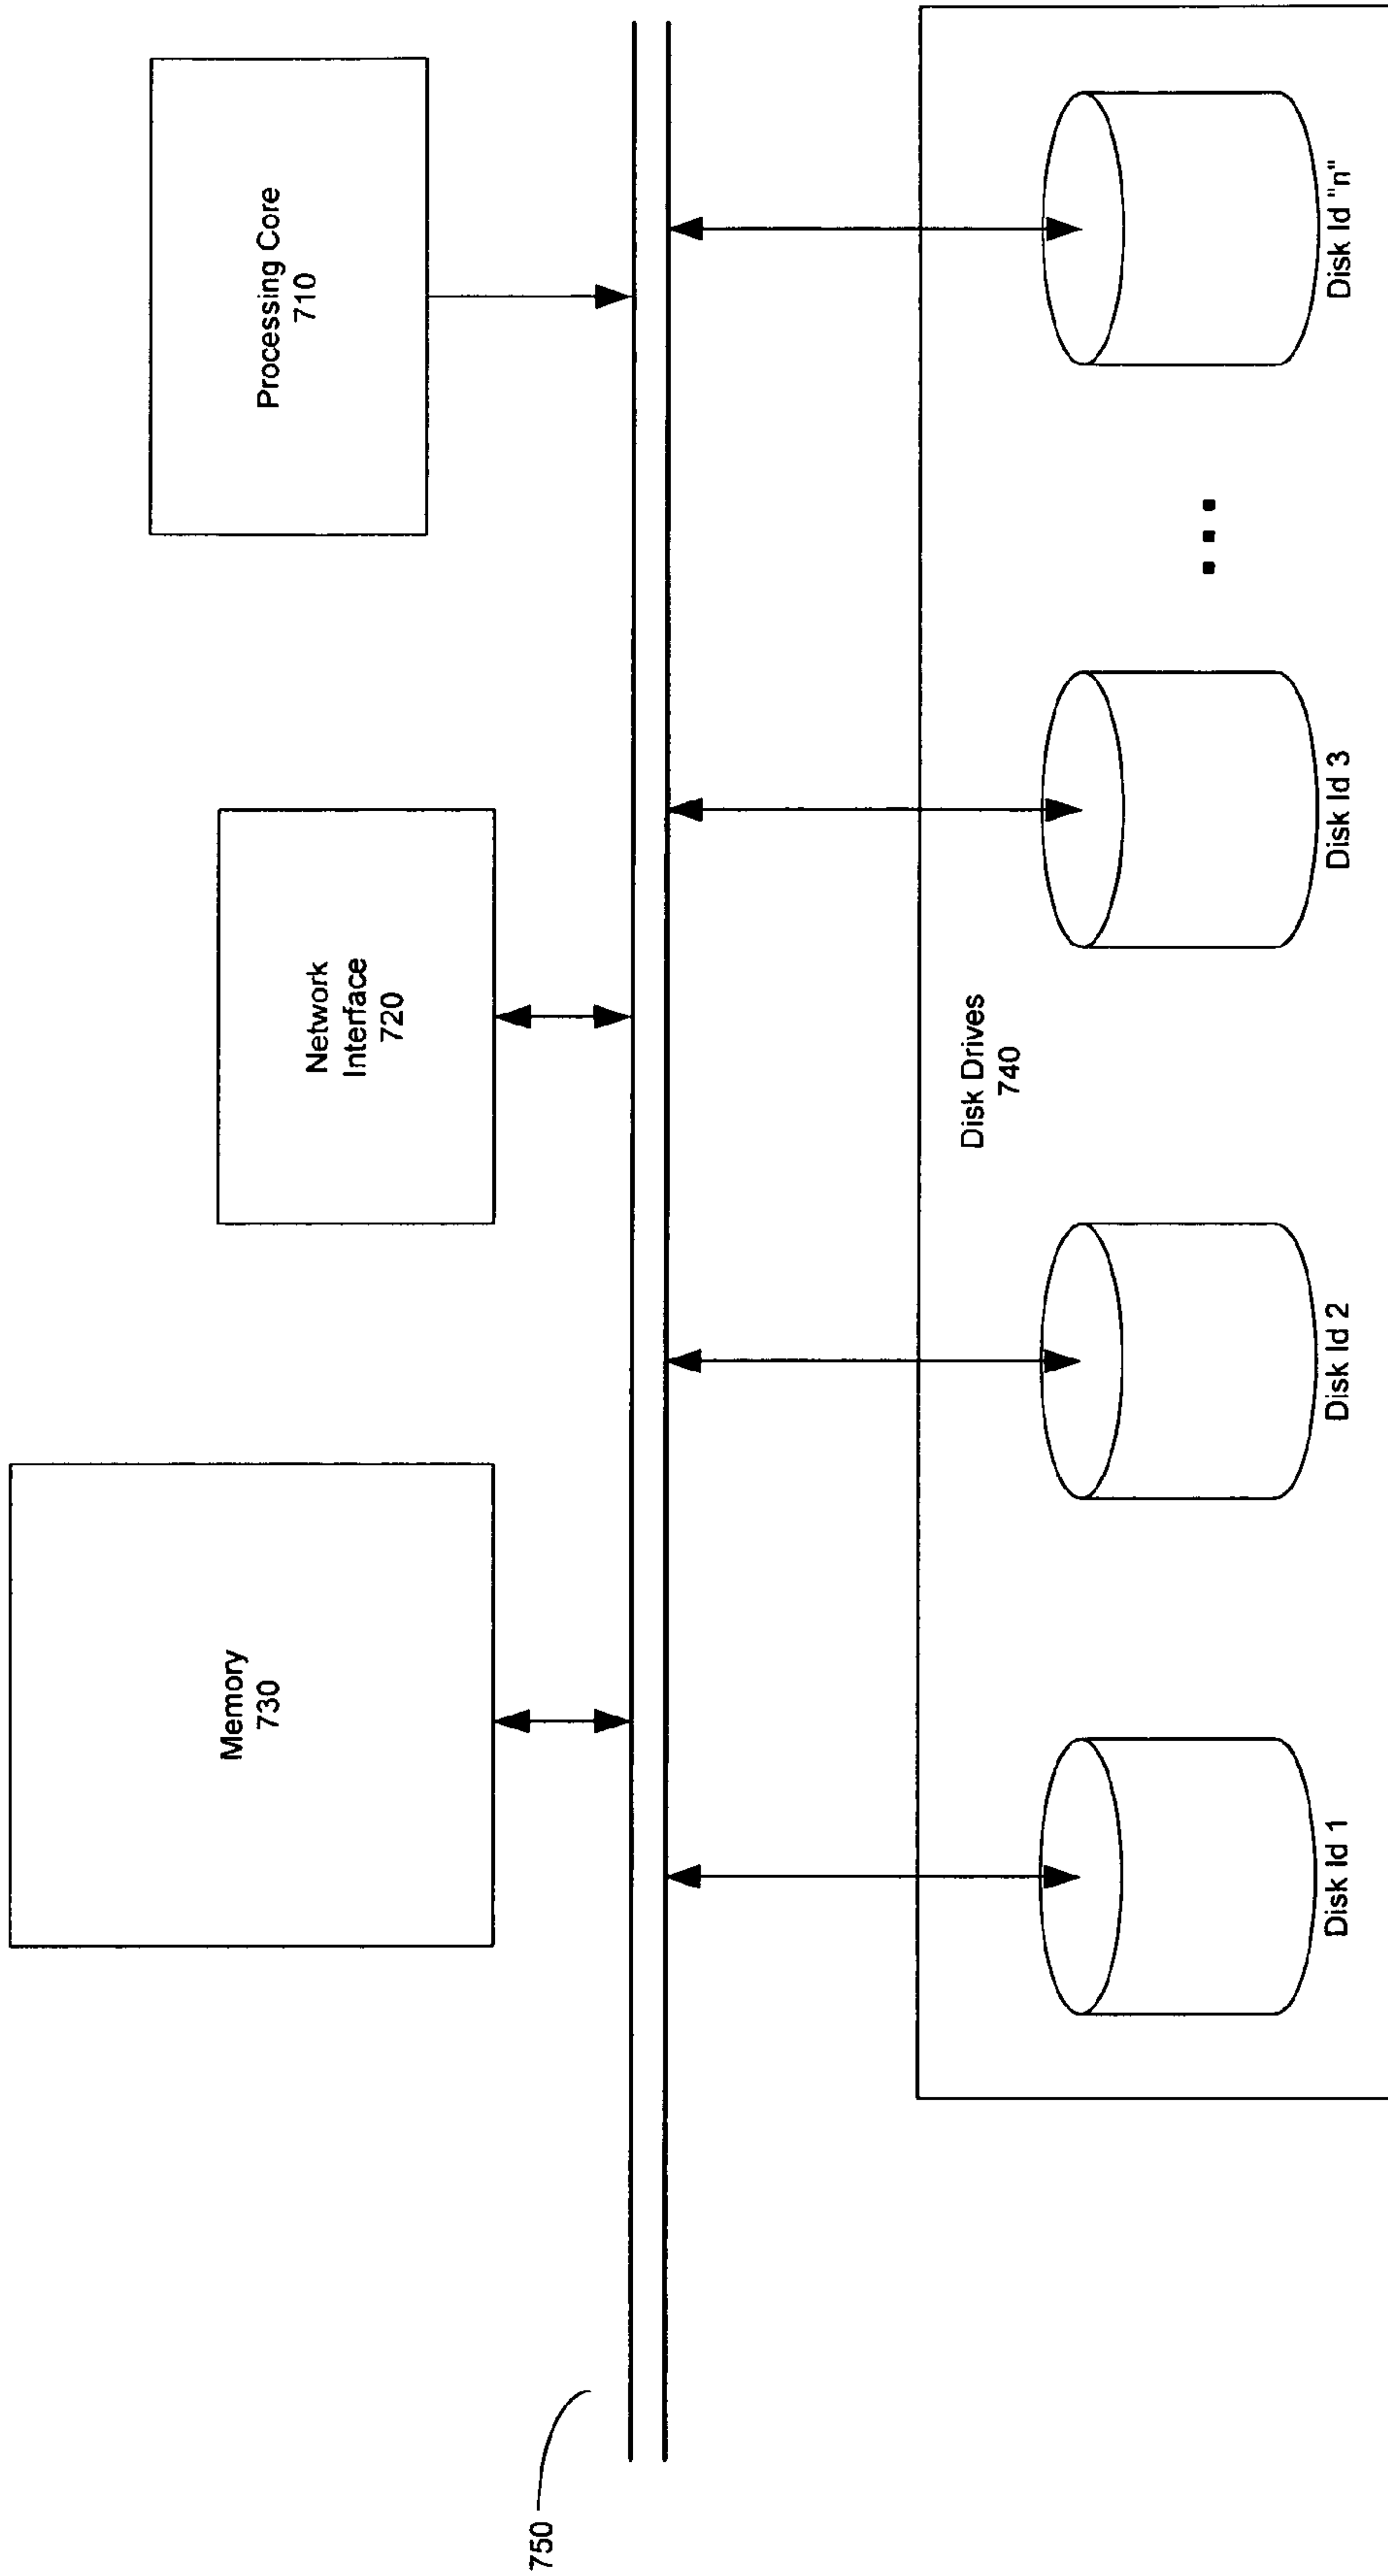 750
Memory
730
Network
Interface
720
Processing Core
710
Disk Drives
740
Disk Id 1
Disk Id 2
Disk Id 3
Disk Id "n"